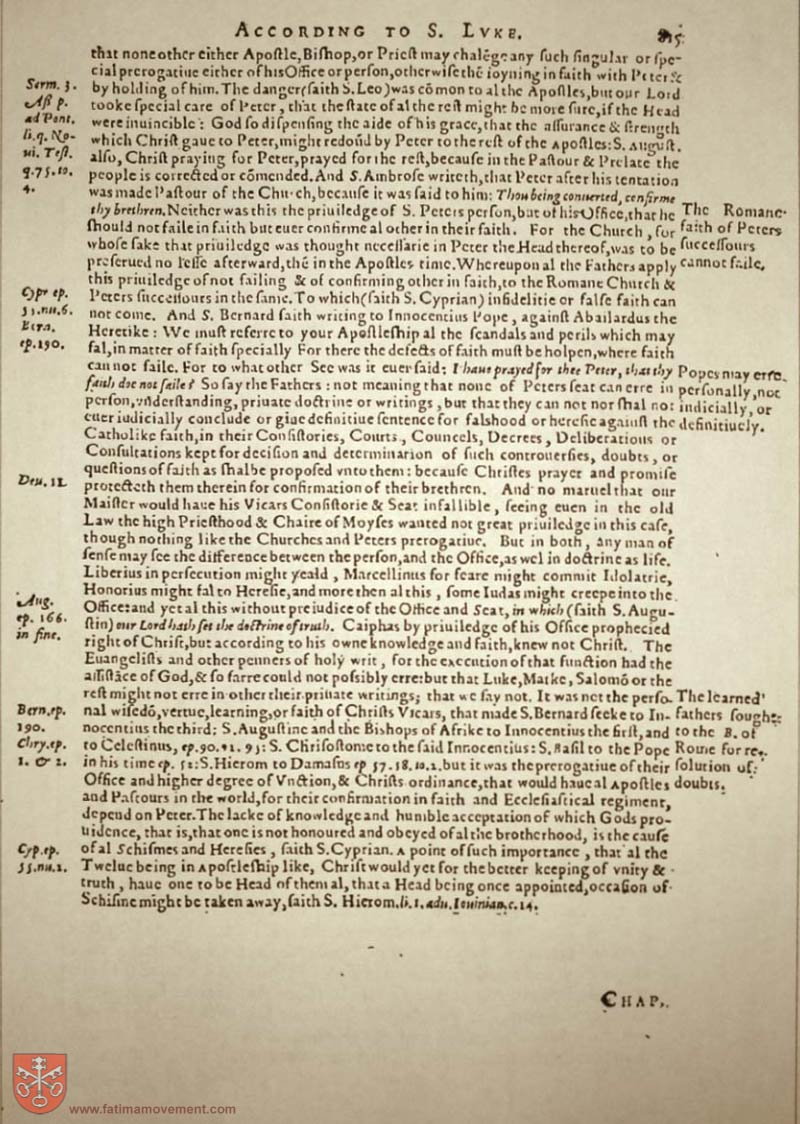 ACCORDING TO S. LVKE.
that none other either Apostle, Bishop, or Priest may chalēge any such singular or spe-
cial prerogatiue either of his Office or person, otherwise thē ioyning in faith with Peter &
by holding of him. The danger (saith S. Leo) was cōmon to al the Apostles, but our Lord
tooke special care of Peter, that the state of al the rest might be more sure, if the Head
were inuincible: God so dispensing the aide of his grace, that the assurance & strength
which Christ gaue to Peter, might redoūd by Peter to the rest of the Apostles: S. August.
also, Christ praying for Peter, prayed for the rest, because in the Pastour & Prelate the
people is corrected or cōmended. And S. Ambrose writeth, that Peter after his tentation
was made Pastour of the Church, because it was said to him: Thou being conuerted, confirme
thy brethren. Neither was this the priuiledge of S. Peters person, but of his Office, that he
should not faile in faith but euer confirme al other in their faith. For the Church, for
whose sake that priuiledge was thought necessarie in Peter the Head thereof, was to be
preserued no lesse afterward, thē in the Apostles time. Whereupon al the Fathers apply
this priuiledge of not failing & of confirming other in faith, to the Romane Church &
Peters successours in the same. To which (saith S. Cyprian) infidelitie or false faith can
not come. And S. Bernard saith writing to Innocentius Pope, against Abailardus the
Heretike: We must referre to your Apostleship al the scandals and perils which may
fal, in matter of faith specially For there the defects of faith must be holpen, where faith
can not faile. For to what other See was it euer said: I haue prayed for thee Peter, that thy
faith doe not faile? So say the Fathers: not meaning that none of Peters seat can erre in
person, vnderstanding, priuate doctrine or writings, but that they can not nor shal not
euer iudicially conclude or giue definitiue sentence for falshood or heresie against the
Catholike faith, in their Consistories, Courts, Councels, Decrees, Deliberations or
Consultations kept for decision and determination of such controuersies, doubts, or
questions of faith as shalbe proposed vnto them: because Christes prayer and promise
protecteth them therein for confirmation of their brethren. And no maruel that our
Maister would haue his Vicars Consistorie & Seat infallible, seeing euen in the old
Law the high Priesthood & Chaire of Moyses wanted not great priuiledge in this case,
though nothing like the Churches and Peters prerogatiue. But in both, any man of
sense may see the difference between the person, and the Office, as wel in doctrine as life.
Liberius in persecution might yeald, Marcellinus for feare might commit Idolatrie,
Honorius might fal to Heresie, and more then al this, some Iudas might creepe into the
Office: and yet al this without preiudice of the Office and Seat, in which (saith S. Augu-
stin) our Lord hath set the doctrine of truth. Caiphas by priuiledge of his Office prophecied
right of Christ, but according to his owne knowledge and faith, knew not Christ. The
Euangelists and other penners of holy writ, for the execution of that function had the
assistāce of God, & so farre could not possibly erre: but that Luke, Marke, Salomō or the
rest might not erre in other their priuate writings; that we say not. It was not the perso-
nal wisedō, vertue, learning, or faith of Christs Vicars, that made S. Bernard seeke to In-
nocentius the third; S. Augustine and the Bishops of Afrike to Innocentius the first, and
to Celestinus, ep. 90. 91. 93: S. Chrisostome to the said Innocentius: S. Basil to the Pope
in his time ep. 52: S. Hierom to Damasus ep 57. 58. to. 2. but it was the prerogatiue of their
Office and higher degree of Vnction, & Christs ordinance, that would haue al Apostles
and Pastours in the world, for their confirmation in faith and Ecclesiastical regiment,
depend on Peter. The lacke of knowledge and humble acceptation of which Gods pro-
uidence, that is, that one is not honoured and obeyed of al the brotherhood, is the cause
of al Schismes and Heresies, saith S. Cyprian. A point of such importance, that al the
Twelue being in Apostleship like, Christ would yet for the better keeping of vnity &
truth, haue one to be Head of them al, that a Head being once appointed, occasion of
Schisme might be taken away, saith S. Hierom. li. 1. adu. Iouinian. c. 14.
CHAP.
Serm. 3.
Ass p.
ad Pont.
li. q. No-
ui. Test.
q. 75. to.
4.
Cypr ep.
55. nu. 6.
Bern.
ep. 190.
Deu. 11.
Aug.
ep. 166.
in fine.
Bern. ep.
190.
Chry. ep.
1. & 2.
Cyp. ep.
55. nu. 2.
The Romane
faith of Peters
successours
cannot faile.
Popes may erre
personally, not
iudicially, or
definitiuely.
The learned
fathers sought
to the B. of
Rome for re-
solution of
doubts.
www.fatimamovement.com